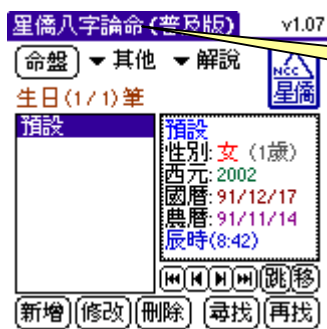 星僑八字論命(普及版) v1.07
命盤 ▼其他 ▼解說
NCC
星僑
生日(1/1)筆
預設
預設
性別:女 (1歲)
西元:2002
國曆:91/12/17
農曆:91/11/14
辰時(8:42)
跳 移
新增 修改 刪除 尋找 再找